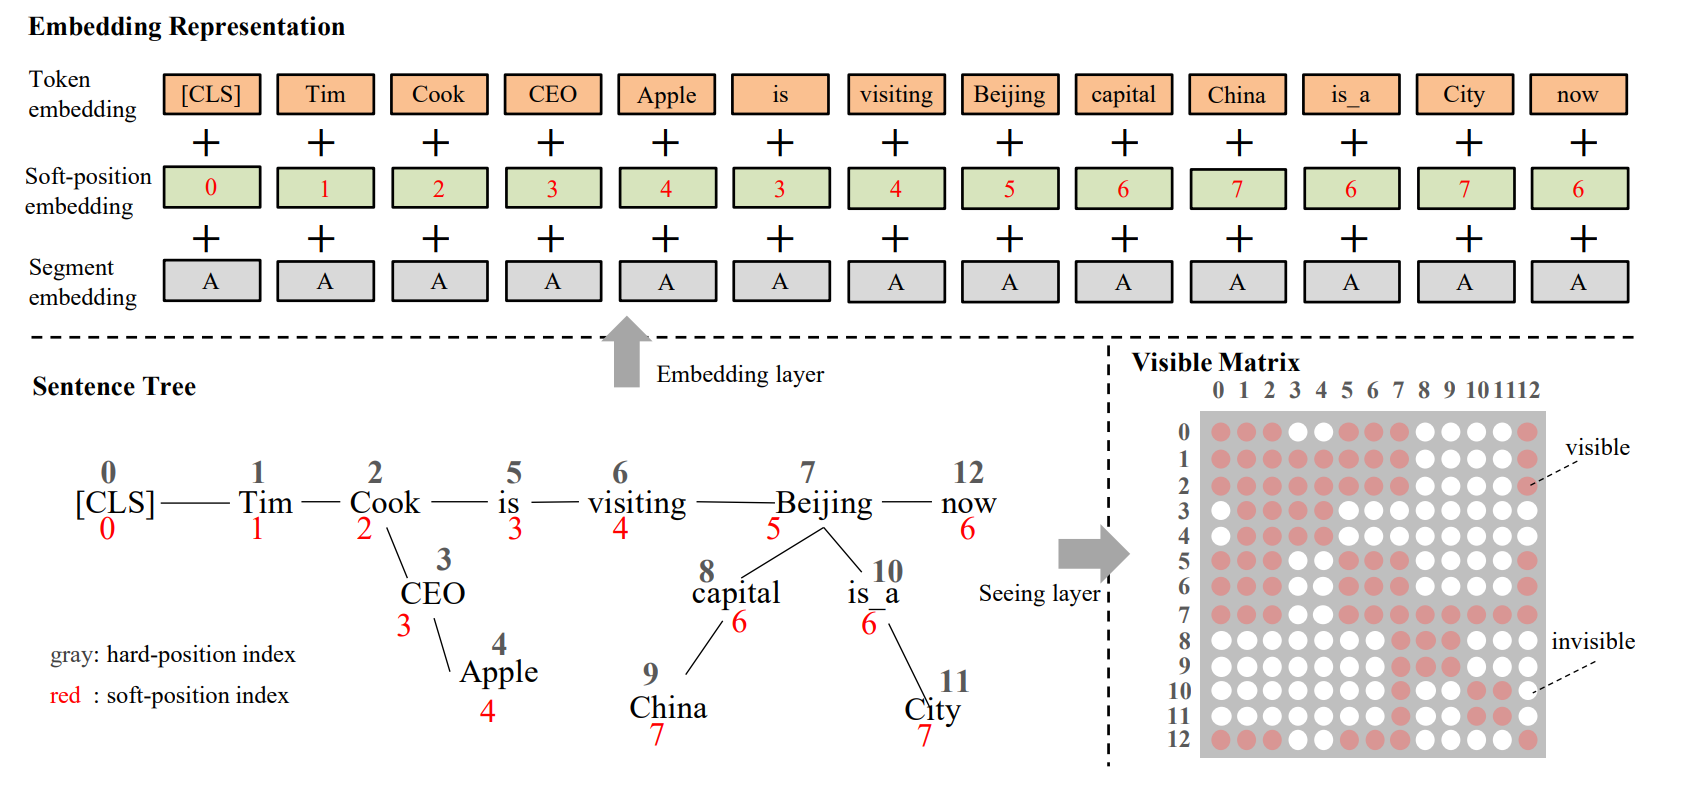 Embedding Representation
Token
embedding
[CLS] Tim Cook CEO Apple is visiting Beijing capital China is_a City now
+ + + + + + + + + + + + +
Soft-position
embedding
0 1 2 3 4 3 4 5 6 7 6 7 6
+ + + + + + + + + + + + +
Segment
embedding
A A A A A A A A A A A A A
Embedding layer
Sentence Tree
0 1 2 5 6 7 12
[CLS] Tim Cook is visiting Beijing now
0 1 2 3 4 5 6
3 8 10
CEO capital is_a
3 6 6
4 9 11
Apple China City
4 7 7
gray: hard-position index
red : soft-position index
Seeing layer
Visible Matrix
0 1 2 3 4 5 6 7 8 9 10 11 12
0
1
2
3
4
5
6
7
8
9
10
11
12
visible
invisible